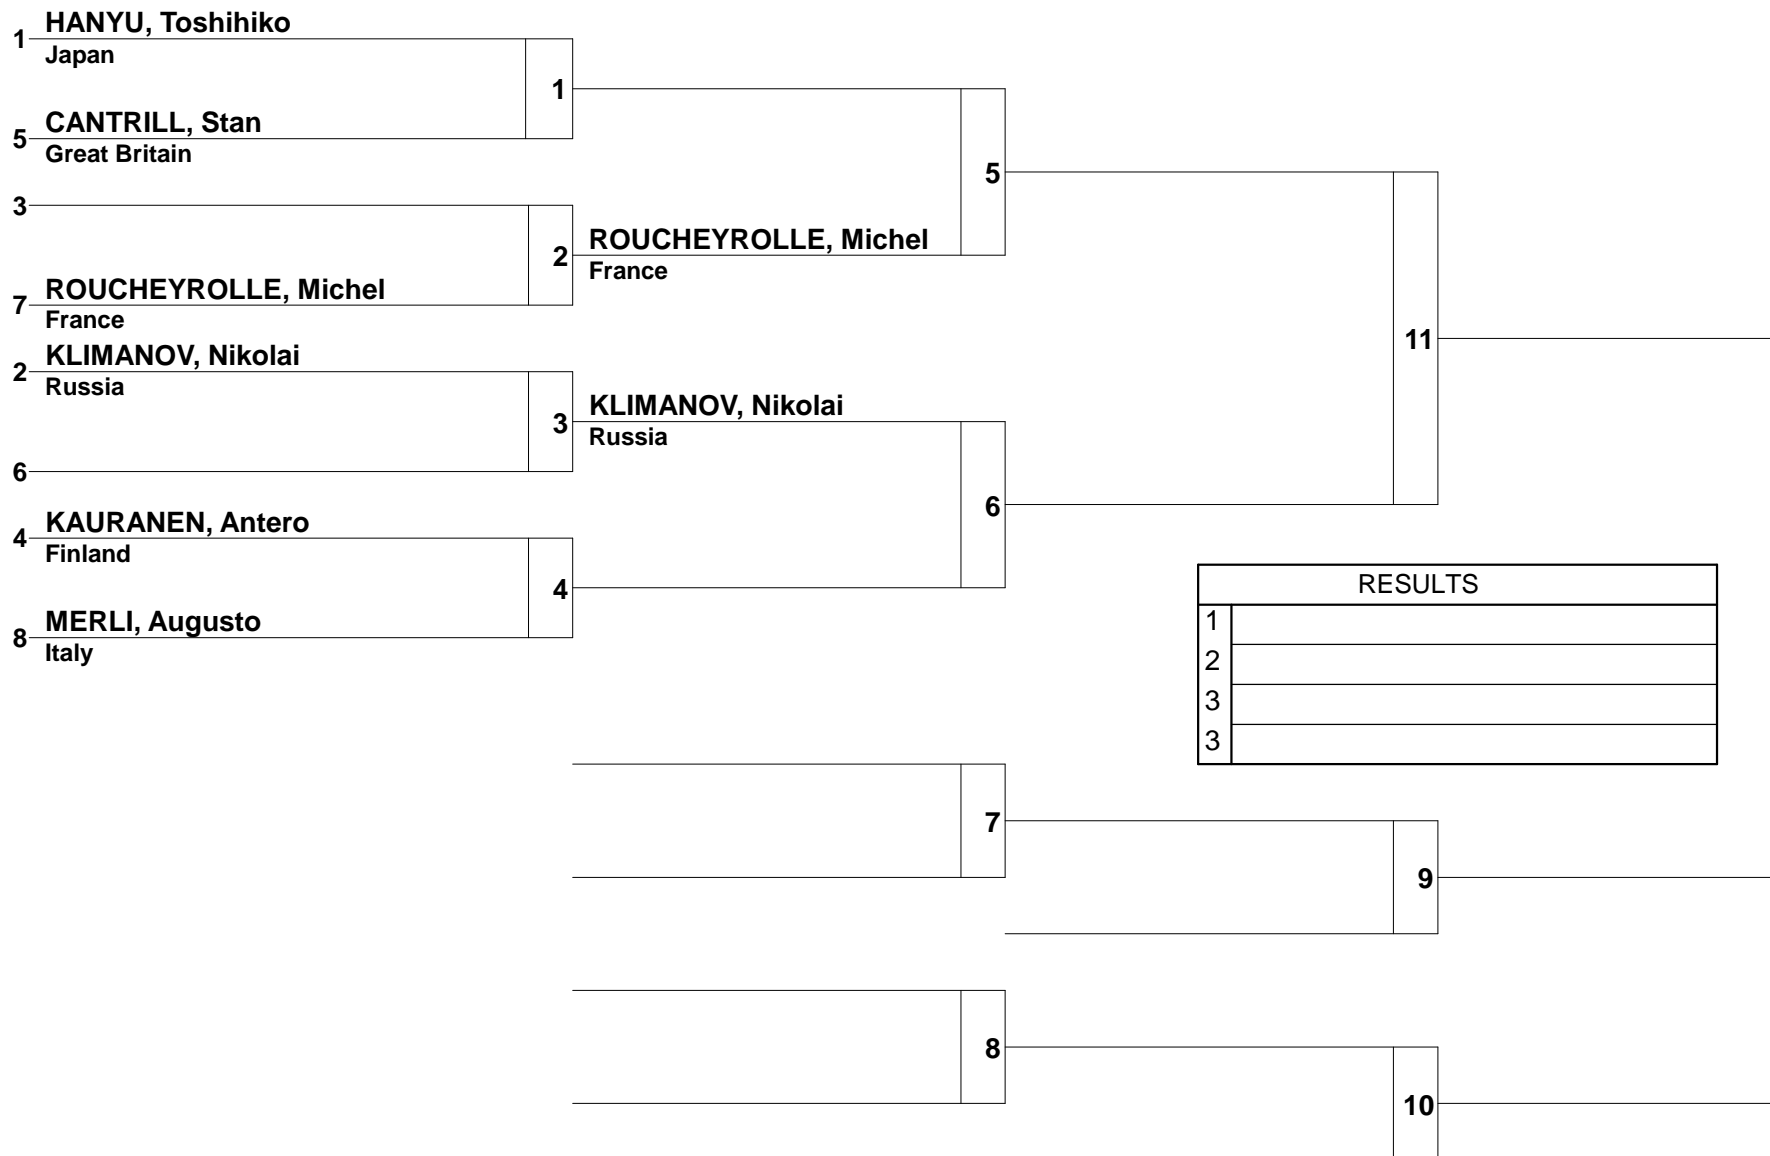 1 HANYU, Toshihiko
Japan
1
5 CANTRILL, Stan
Great Britain
5
3
2 ROUCHEYROLLE, Michel
France
7 ROUCHEYROLLE, Michel
France
11
2 KLIMANOV, Nikolai
Russia
3 KLIMANOV, Nikolai
Russia
6
6
4 KAURANEN, Antero
Finland
4
8 MERLI, Augusto
Italy
RESULTS
1
2
3
3
7
9
8
10